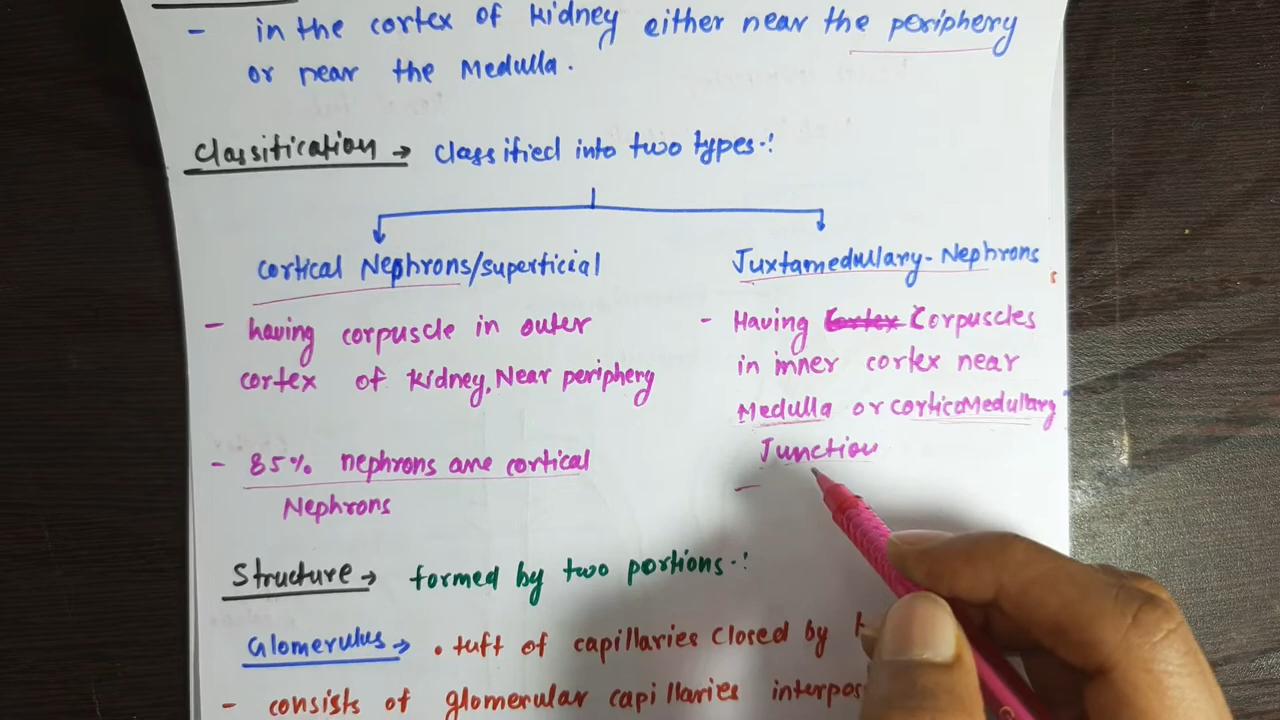 - in the cortex of kidney either near the periphery
or near the Medulla.
Classification → classified into two types:
cortical Nephrons/superficial
- having corpuscle in outer
cortex of kidney, Near periphery
- 85% nephrons are cortical
Nephrons
Juxtamedullary-Nephrons
- Having Cortex Corpuscles
in inner cortex near
Medulla or corticoMedullary
Junction
-
Structure → formed by two portions:
Glomerulus → • tuft of capillaries closed by
- consists of glomerular capillaries